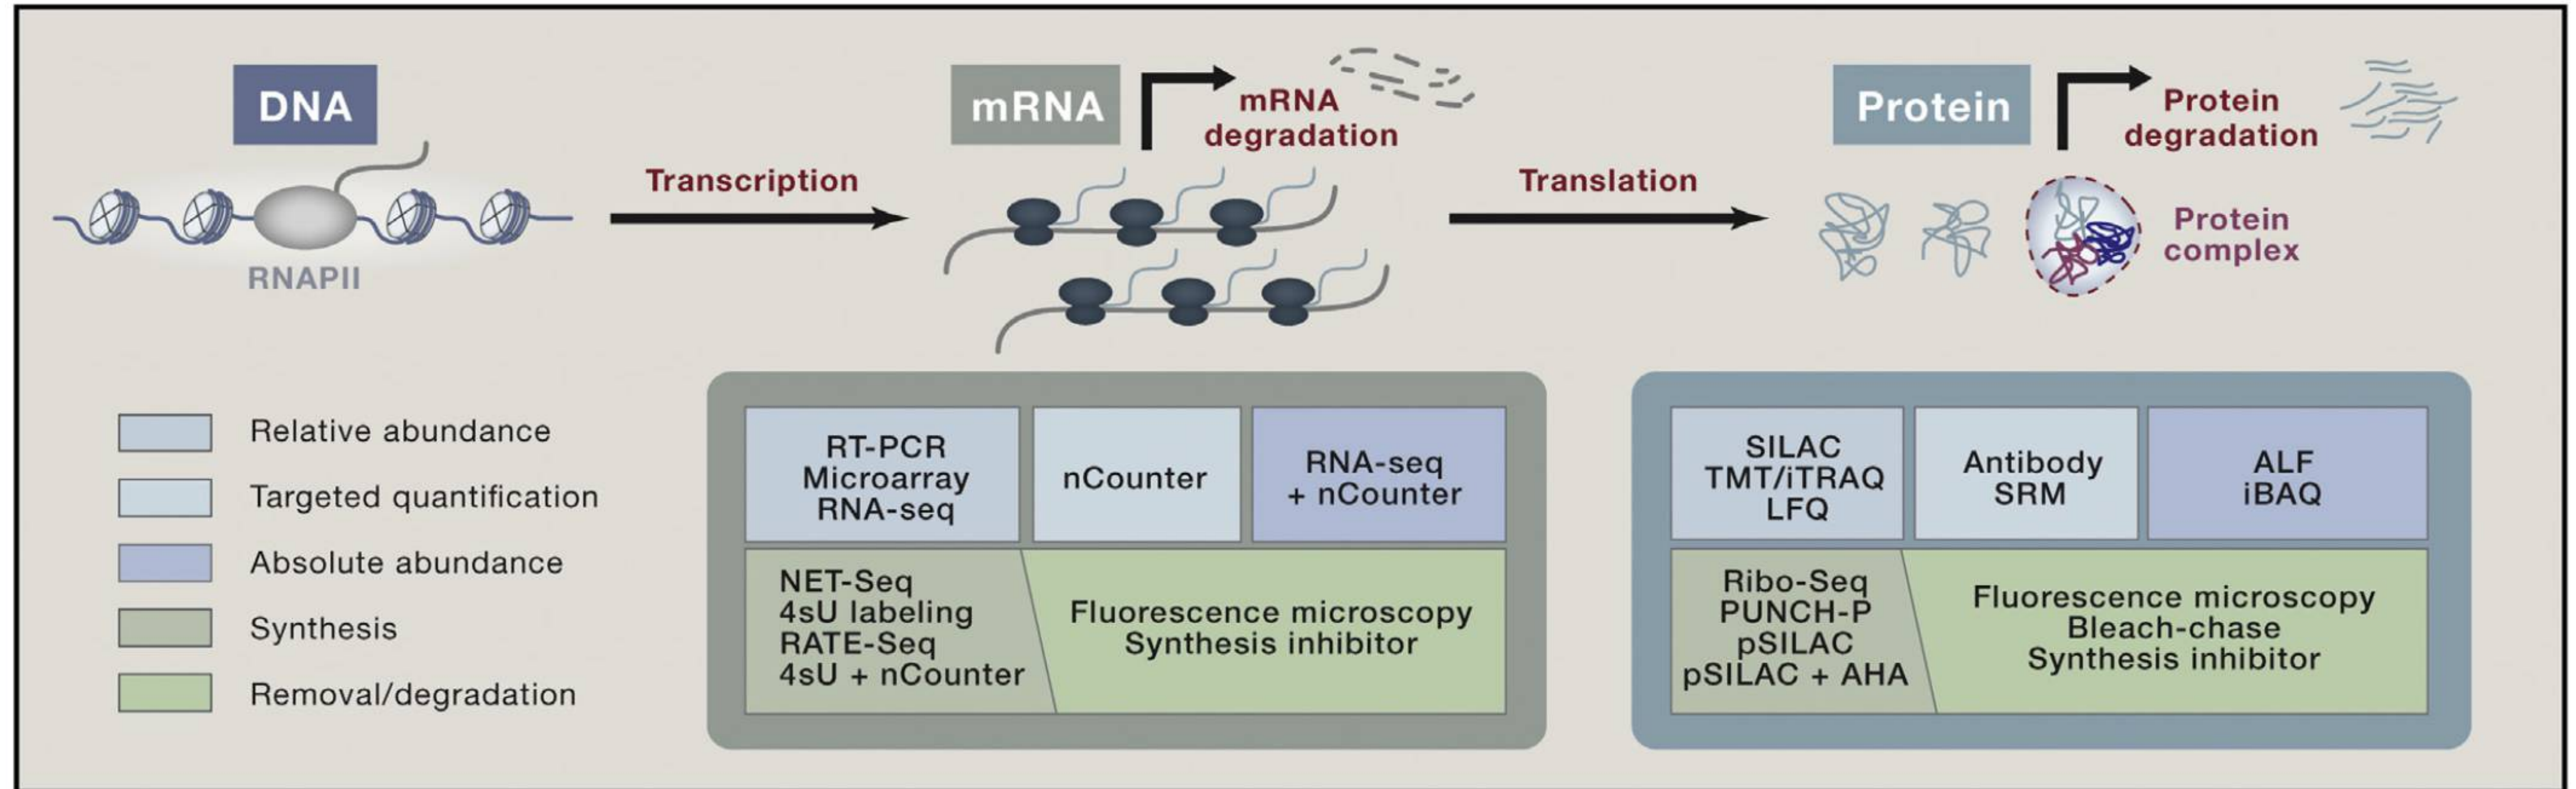 DNA
RNAPII
Transcription
mRNA
mRNA
degradation
Translation
Protein
Protein
degradation
Protein
complex
Relative abundance
Targeted quantification
Absolute abundance
Synthesis
Removal/degradation
RT-PCR
Microarray
RNA-seq
nCounter
RNA-seq
+ nCounter
NET-Seq
4sU labeling
RATE-Seq
4sU + nCounter
Fluorescence microscopy
Synthesis inhibitor
SILAC
TMT/iTRAQ
LFQ
Antibody
SRM
ALF
iBAQ
Ribo-Seq
PUNCH-P
pSILAC
pSILAC + AHA
Fluorescence microscopy
Bleach-chase
Synthesis inhibitor